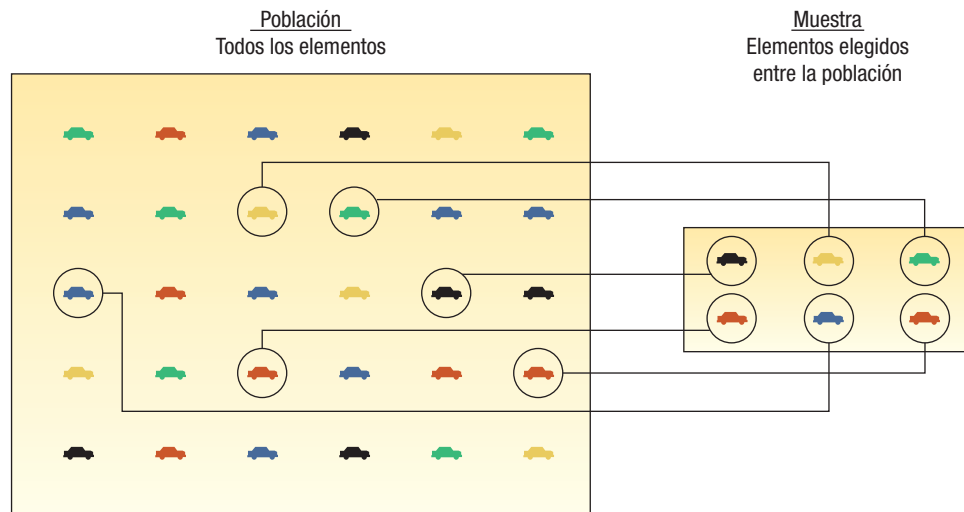 Población
Todos los elementos
Muestra
Elementos elegidos
entre la población